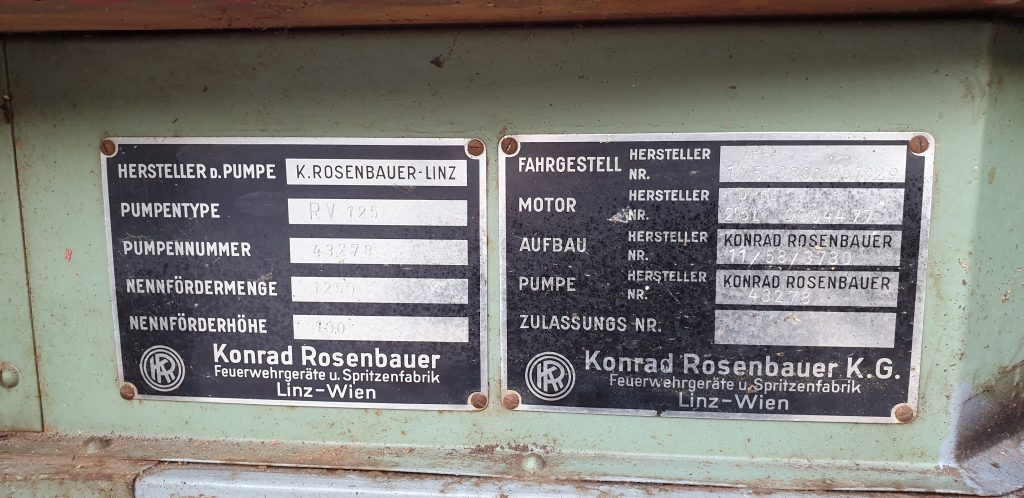 HERSTELLER D. PUMPE K. ROSENBAUER-LINZ
PUMPENTYPE RV 125
PUMPENNUMMER 43278
NENNFÖRDERMENGE 1250
NENNFÖRDERHÖHE 100
KR
Konrad Rosenbauer
Feuerwehrgeräte u. Spritzenfabrik
Linz-Wien
FAHRGESTELL HERSTELLER
NR.
MOTOR HERSTELLER
NR.
AUFBAU HERSTELLER KONRAD ROSENBAUER
NR. 11/58/3730
PUMPE HERSTELLER KONRAD ROSENBAUER
NR. 43278
ZULASSUNGS NR.
KR
Konrad Rosenbauer K.G.
Feuerwehrgeräte u. Spritzenfabrik
Linz-Wien